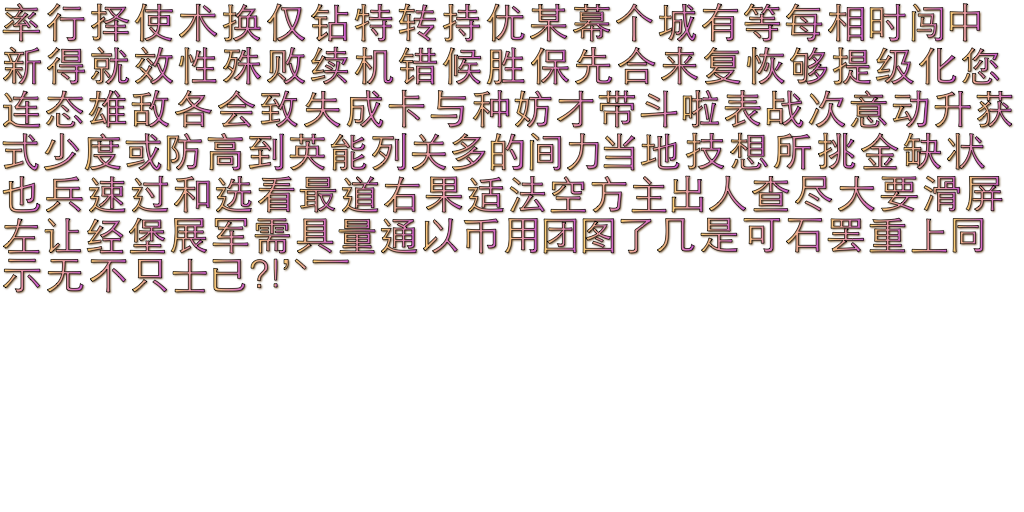 率行择使术换仅钻特转持优某幕个城有等每相时闯中
新得就效性殊败续机错候胜保先合来复恢够提级化您
连态雄敌各会致失成卡与种妨才带斗啦表战次意动升获
式少度或防高到英能列关多的间力当地技想所挑金缺状
也兵速过和选看最道右果适法空方主出人查尽大要滑屏
左让经堡展军需具量通以币用团图了几是可石罢重上同
示无不只士已?!’丶一